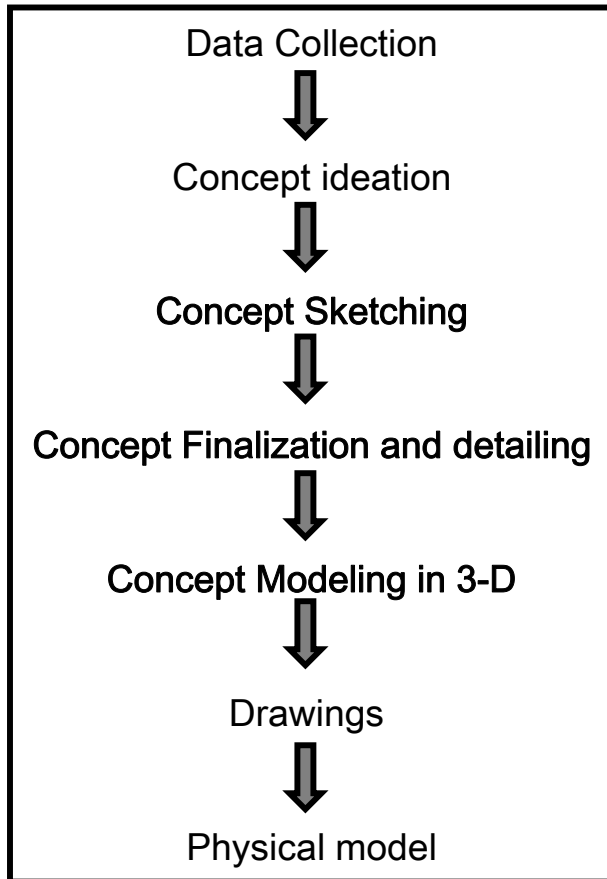 Data Collection
Concept ideation
Concept Sketching
Concept Finalization and detailing
Concept Modeling in 3-D
Drawings
Physical model